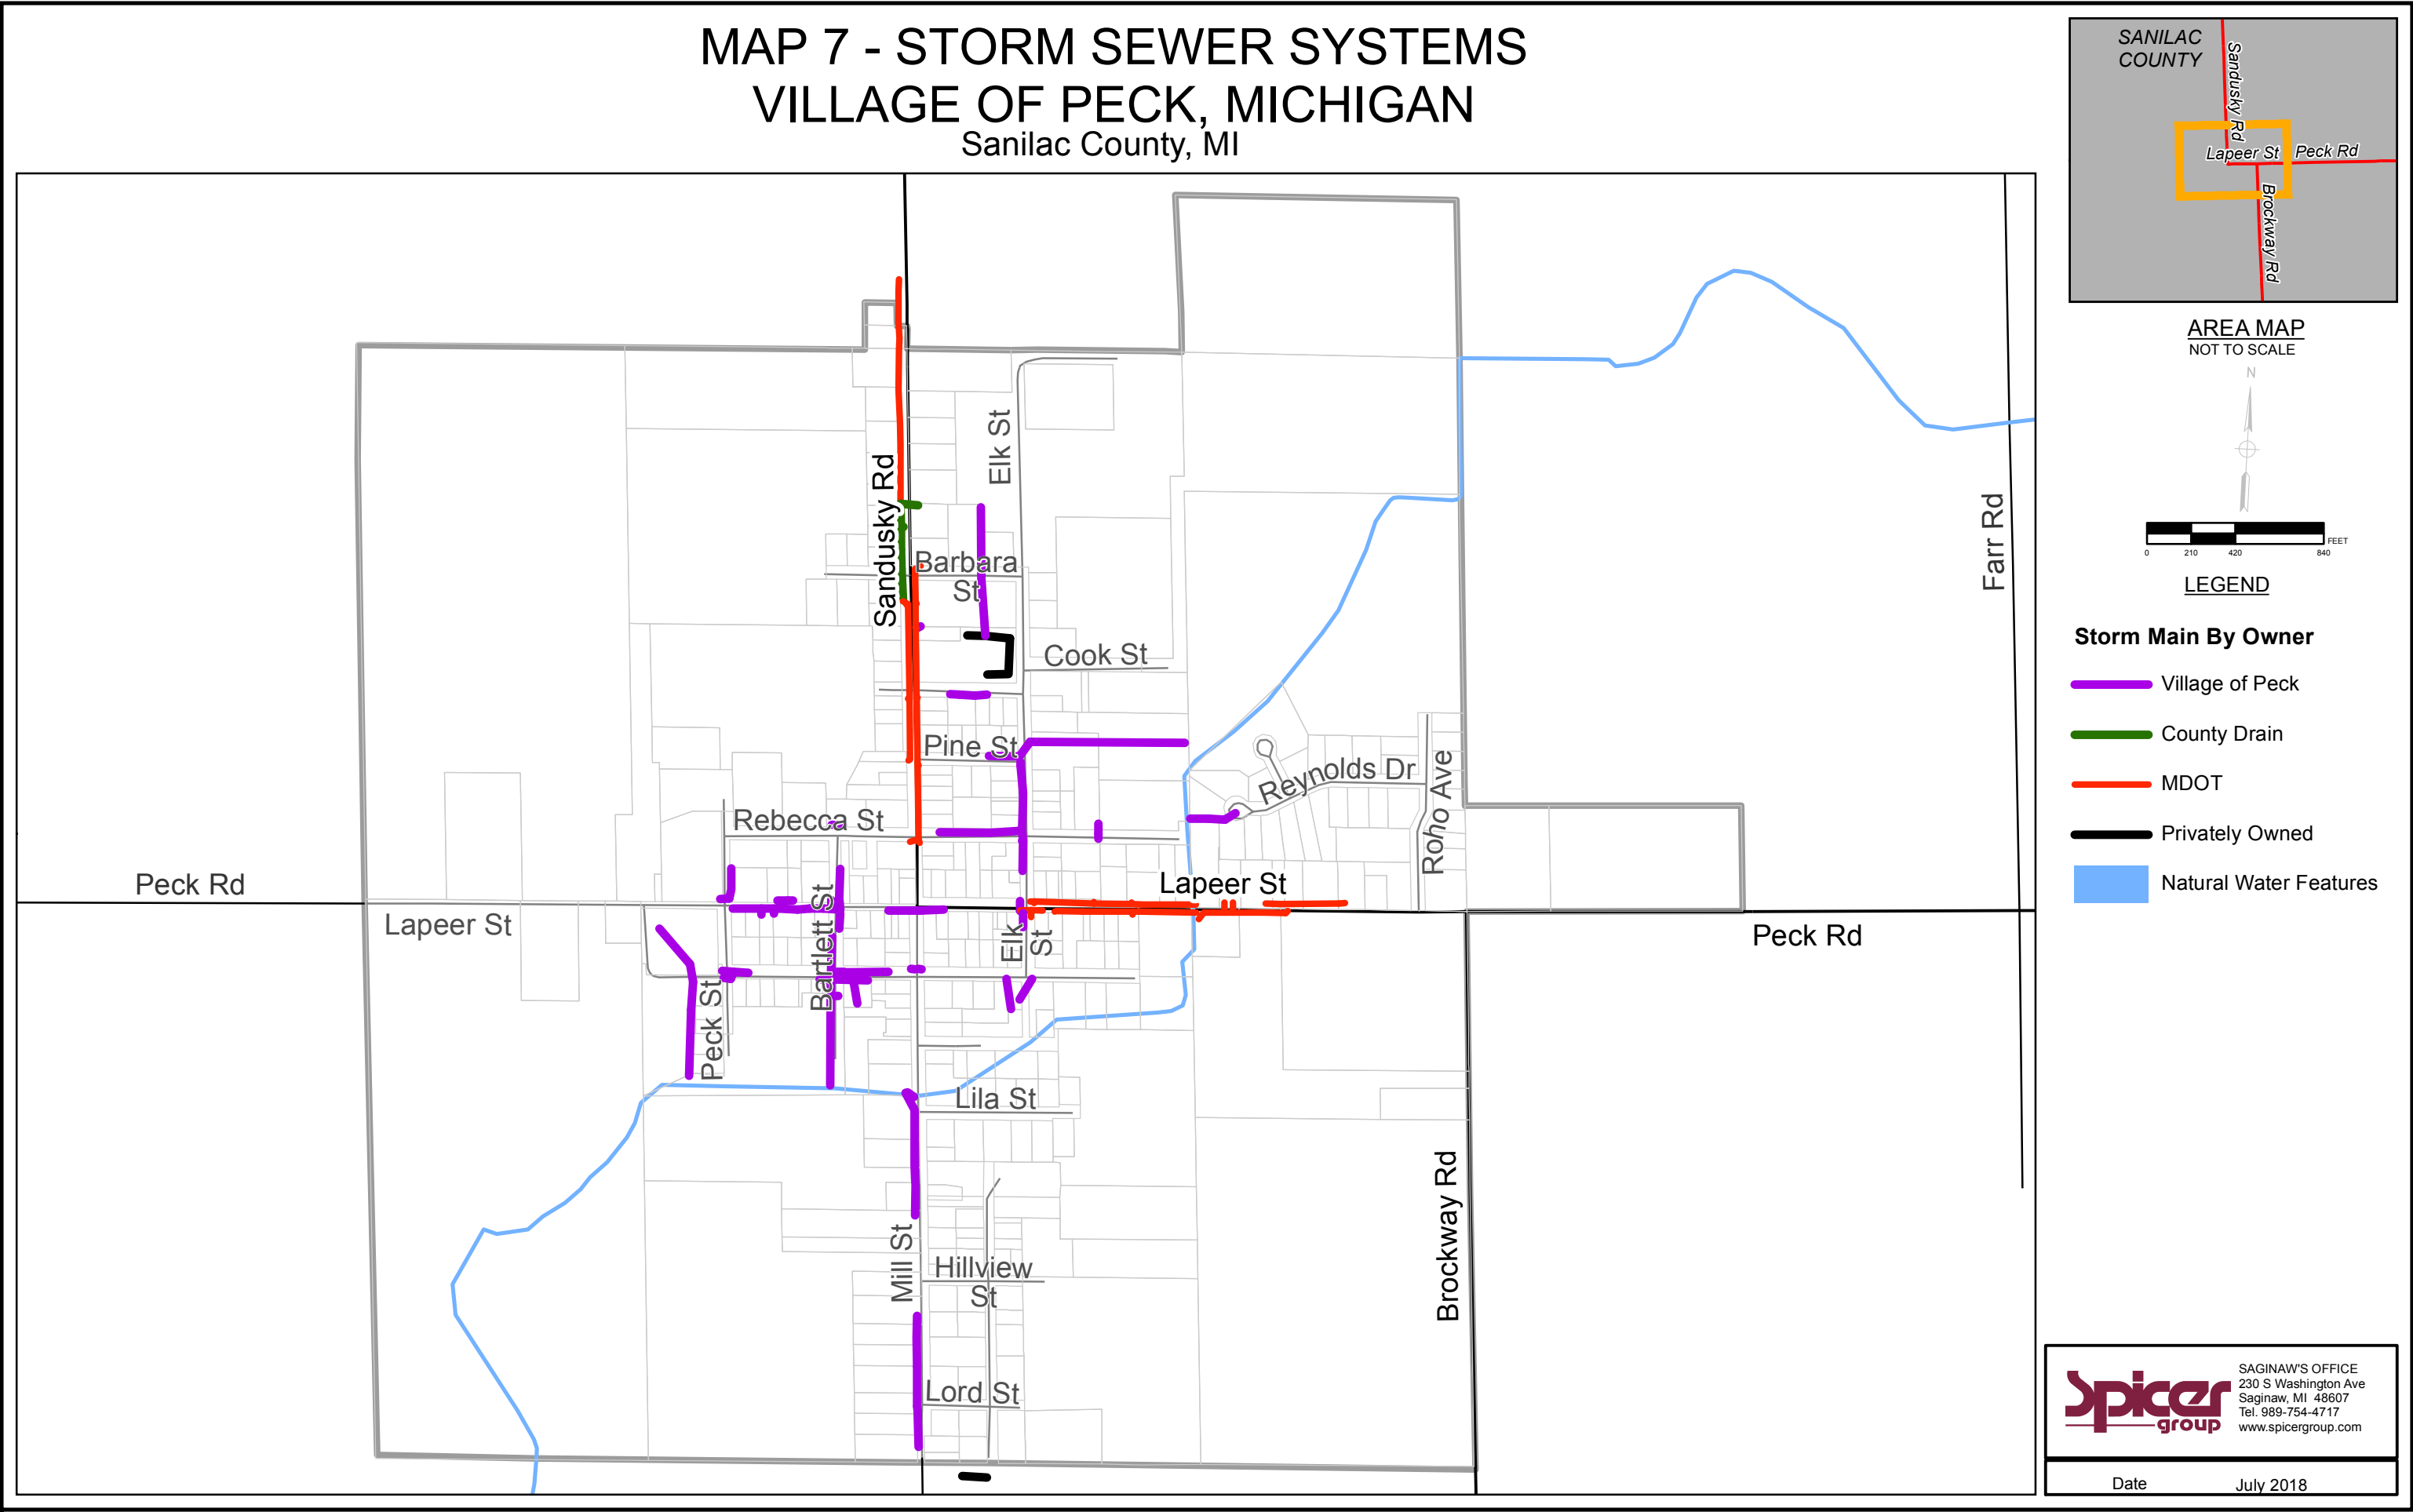 MAP 7 - STORM SEWER SYSTEMS
VILLAGE OF PECK, MICHIGAN
Sanilac County, MI
SANILAC
COUNTY
Sandusky Rd
Lapeer St
Peck Rd
Brockway Rd
AREA MAP
NOT TO SCALE
N
FEET
0 210 420 840
LEGEND
Storm Main By Owner
Village of Peck
County Drain
MDOT
Privately Owned
Natural Water Features
Elk St
Sandusky Rd
Barbara
St
Farr Rd
Cook St
Pine St
Reynolds Dr
Roho Ave
Rebecca St
Peck Rd
Lapeer St
Lapeer St
Bartlett St
Elk
St
Peck Rd
Peck St
Lila St
Mill St
Hillview
St
Brockway Rd
Lord St
Spicer
group
SAGINAW'S OFFICE
230 S Washington Ave
Saginaw, MI 48607
Tel. 989-754-4717
www.spicergroup.com
Date July 2018